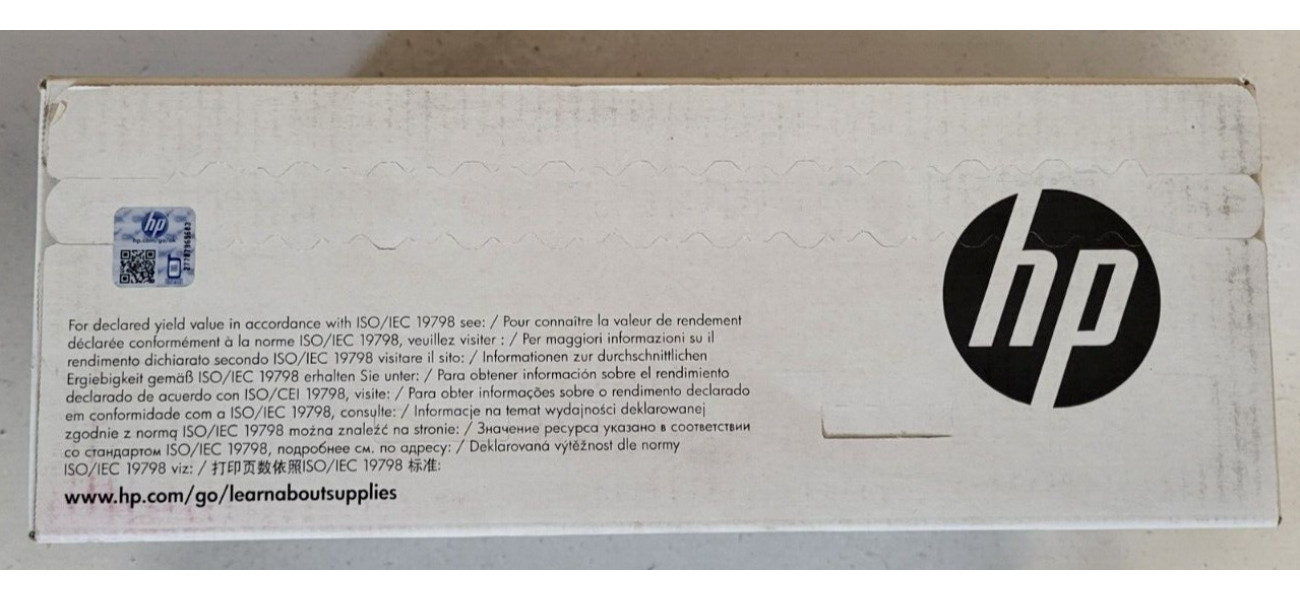 hp
hp
For declared yield value in accordance with ISO/IEC 19798 see: / Pour connaître la valeur de rendement
déclarée conformément à la norme ISO/IEC 19798, veuillez visiter : / Per maggiori informazioni su il
rendimento dichiarato secondo ISO/IEC 19798 visitare il sito: / Informationen zur durchschnittlichen
Ergiebigkeit gemäß ISO/IEC 19798 erhalten Sie unter: / Para obtener información sobre el rendimiento
declarado de acuerdo con ISO/CEI 19798, visite: / Para obter informações sobre o rendimento declarado
em conformidade com a ISO/IEC 19798, consulte: / Informacje na temat wydajności deklarowanej
zgodnie z normą ISO/IEC 19798 można znaleźć na stronie: / Значение ресурса указано в соответствии
со стандартом ISO/IEC 19798, подробнее см. по адресу: / Deklarovaná výtěžnost dle normy
ISO/IEC 19798 viz: / 打印页数依照ISO/IEC 19798 标准:
www.hp.com/go/learnaboutsupplies